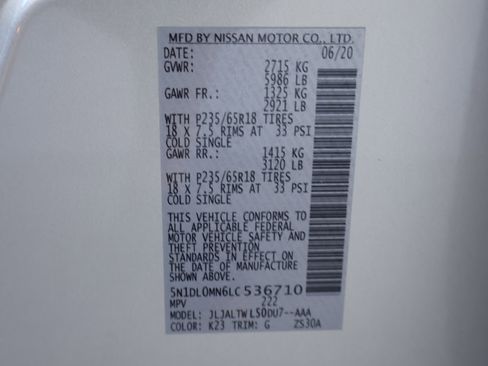 MFD BY NISSAN MOTOR CO., LTD.
DATE: 06/20
GVWR: 2715 KG
5986 LB
GAWR FR.: 1325 KG
2921 LB
WITH P235/65R18 TIRES
18 X 7.5 RIMS AT 33 PSI
COLD SINGLE
GAWR RR.: 1415 KG
3120 LB
WITH P235/65R18 TIRES
18 X 7.5 RIMS AT 33 PSI
COLD SINGLE
THIS VEHICLE CONFORMS TO
ALL APPLICABLE FEDERAL
MOTOR VEHICLE SAFETY AND
THEFT PREVENTION
STANDARDS IN EFFECT ON
THE DATE OF MANUFACTURE
SHOWN ABOVE.
5N1DL0MN6LC536710
MPV 222
MODEL: JLJALTWL50DU7--AAA
COLOR: K23 TRIM: G ZS30A